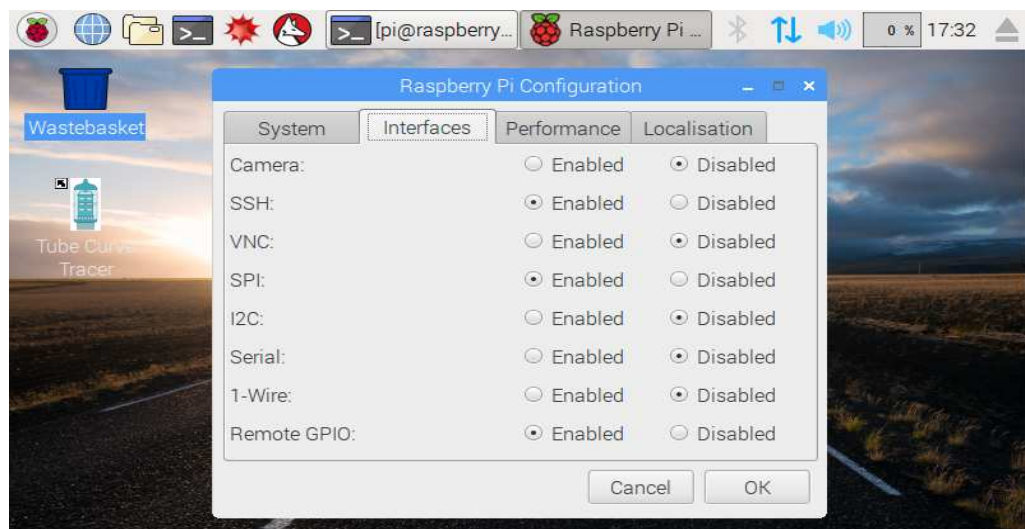 [pi@raspberry... Raspberry Pi ... 0 % 17:32
Wastebasket
Tube Curve
Tracer
Raspberry Pi Configuration
System Interfaces Performance Localisation
Camera: Enabled Disabled
SSH: Enabled Disabled
VNC: Enabled Disabled
SPI: Enabled Disabled
I2C: Enabled Disabled
Serial: Enabled Disabled
1-Wire: Enabled Disabled
Remote GPIO: Enabled Disabled
Cancel OK